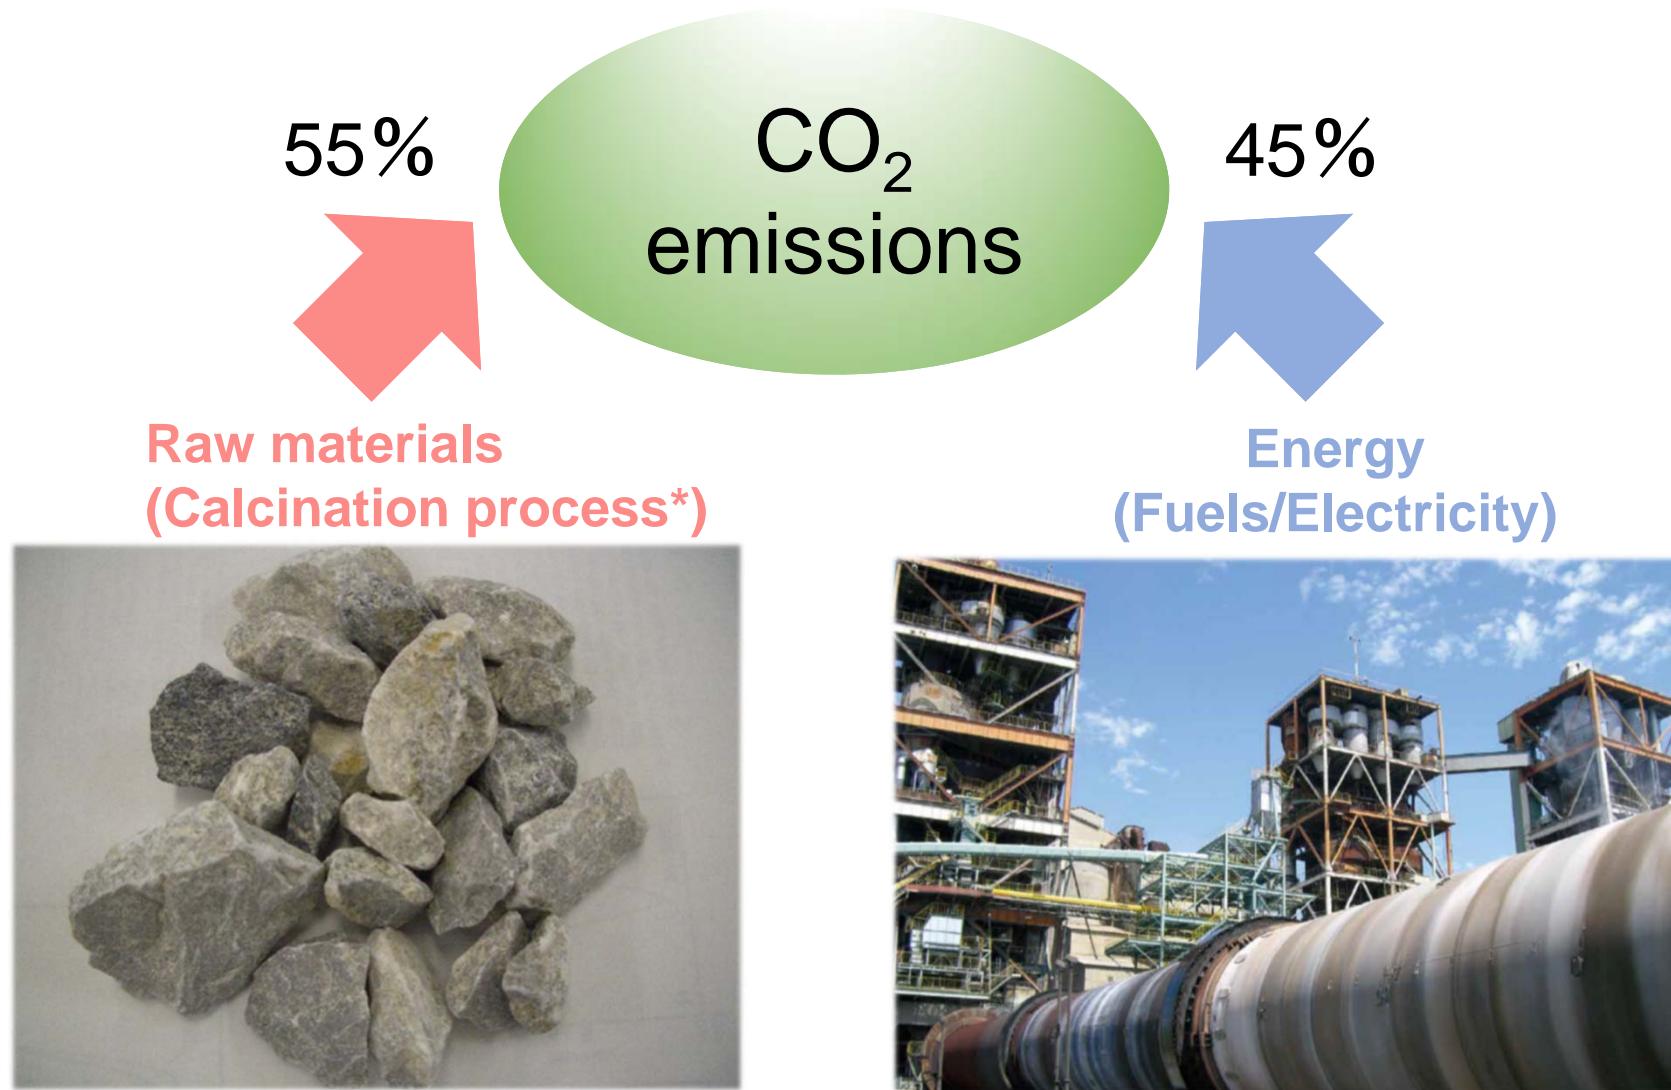 55%
CO₂
emissions
45%
Raw materials
(Calcination process*)
Energy
(Fuels/Electricity)